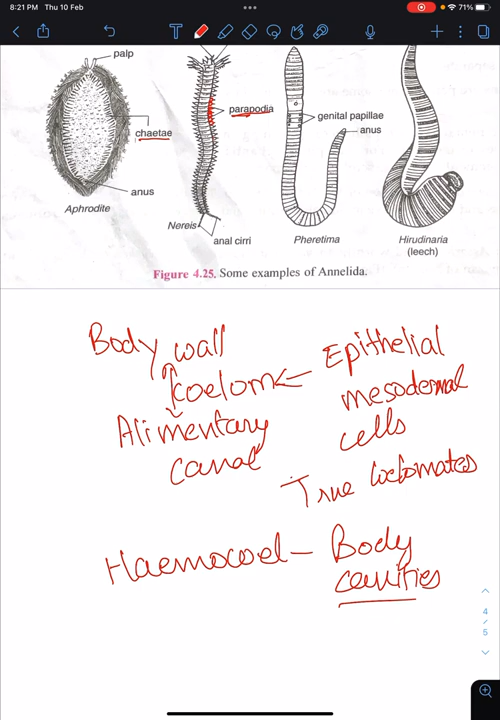 8:21 PM Thu 10 Feb
71%
palp
chaetae
anus
Aphrodite
parapodia
Nereis
anal cirri
genital papillae
anus
Pheretima
Hirudinaria
(leech)
Figure 4.25. Some examples of Annelida.
Body wall
coelom
Alimentary
canal
Epithelial
mesodermal
cells
True
Haemocoel - Body
cavities
4
/
5